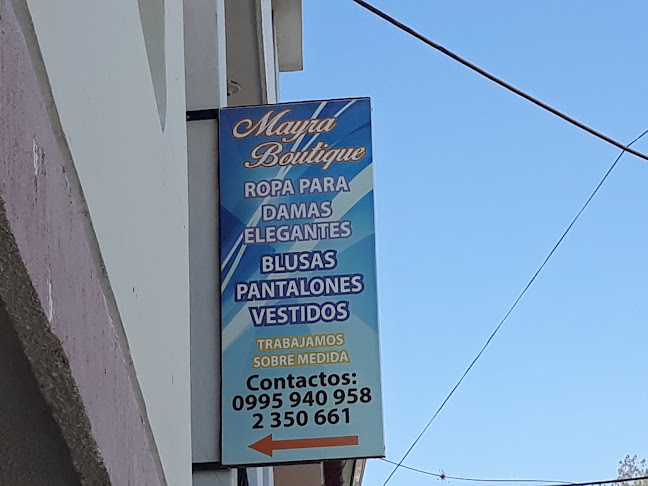 Mayra
Boutique
ROPA PARA
DAMAS
ELEGANTES
BLUSAS
PANTALONES
VESTIDOS
TRABAJAMOS
SOBRE MEDIDA
Contactos:
0995 940 958
2 350 661